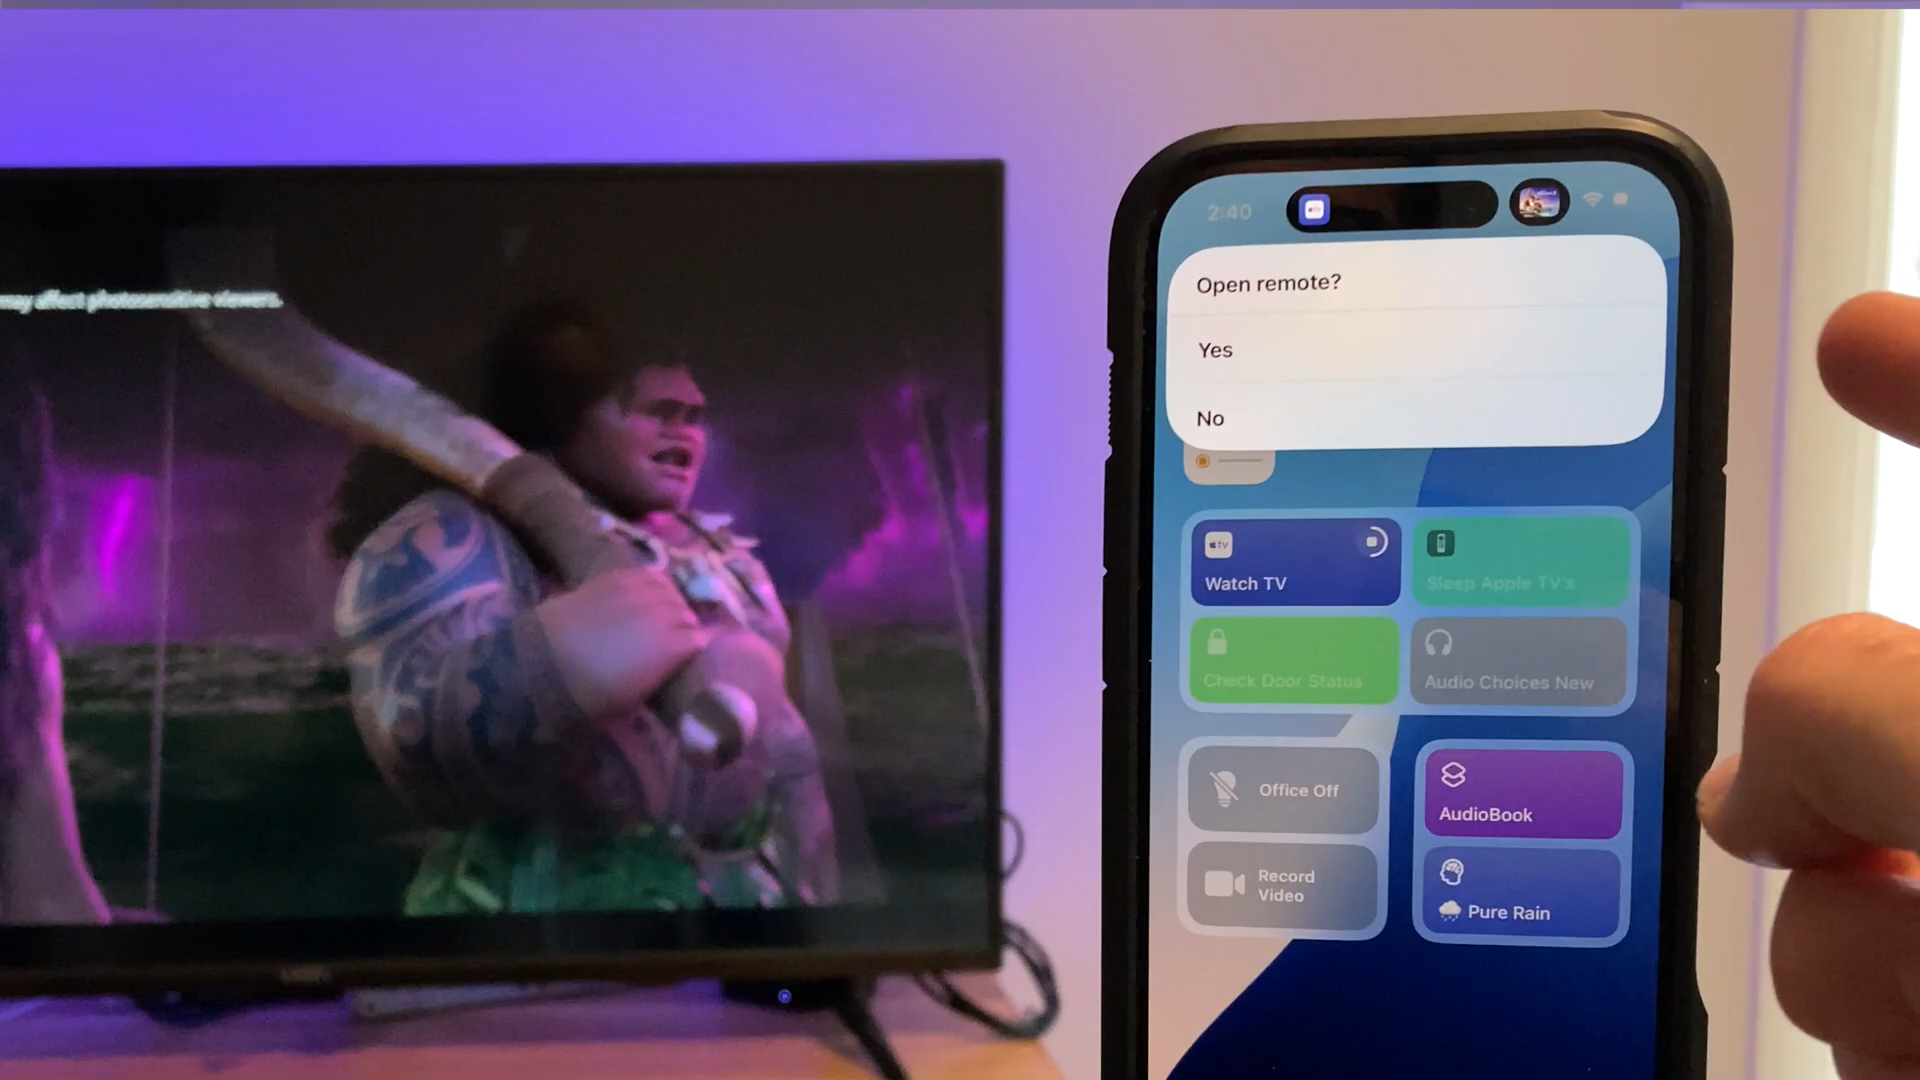 may affect photosensitive viewers.
2:40
Open remote?
Yes
No
tv
Watch TV
Sleep Apple TV's
Check Door Status
Audio Choices New
Office Off
AudioBook
Record
Video
Pure Rain